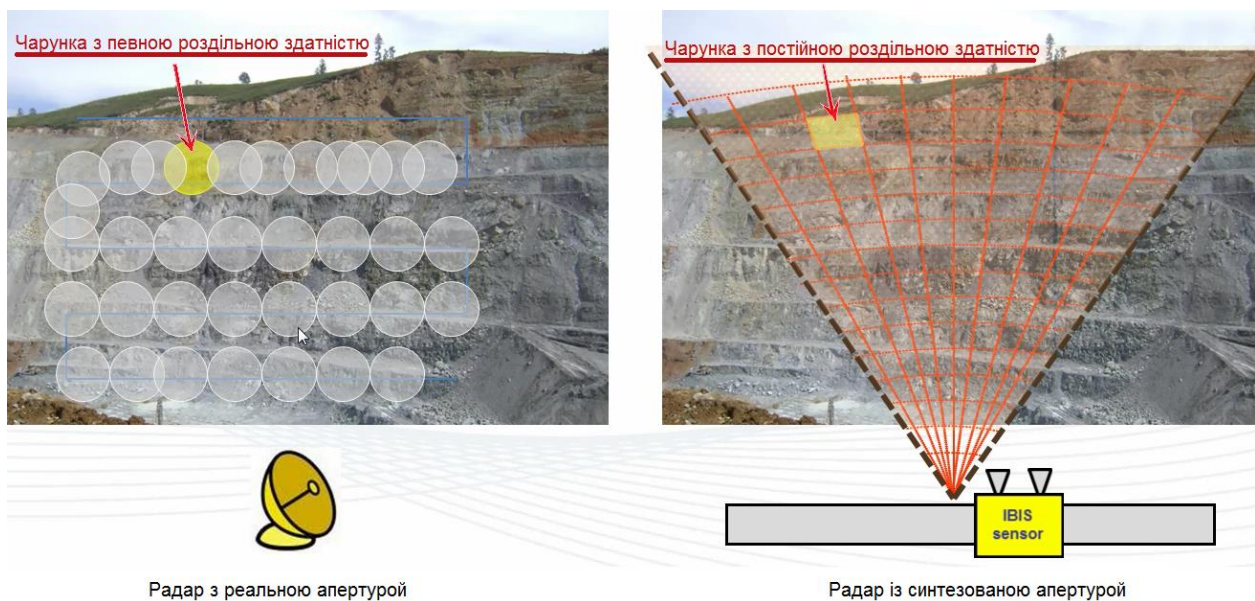 Чарунка з певною роздільною здатністю
Чарунка з постійною роздільною здатністю
IBIS
sensor
Радар з реальною апертурой
Радар із синтезованою апертурой